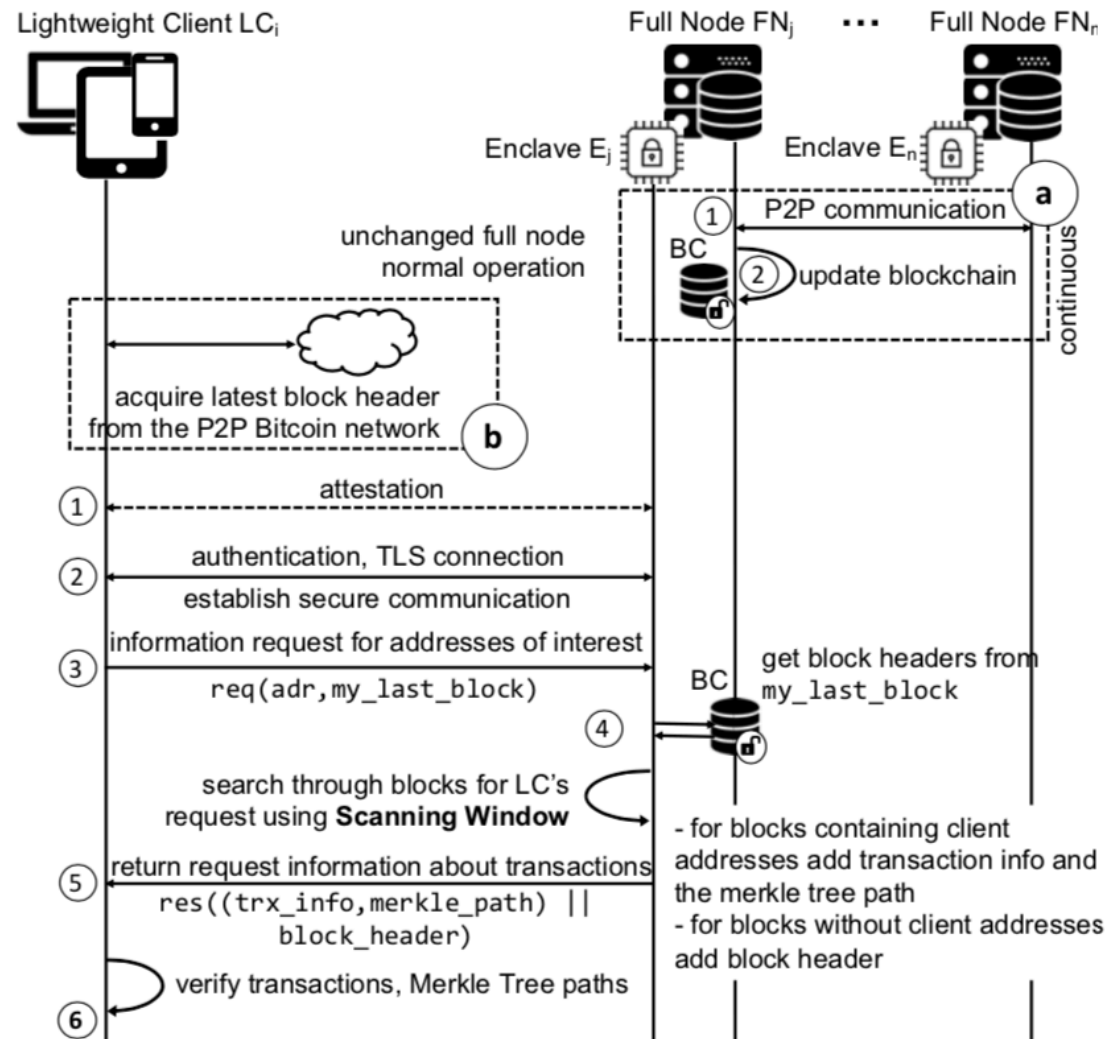 Lightweight Client LCi
Full Node FNj
...
Full Node FNn
Enclave Ej
Enclave En
a
1
P2P communication
unchanged full node
normal operation
BC
2
update blockchain
continuous
acquire latest block header
from the P2P Bitcoin network
b
1
attestation
2
authentication, TLS connection
establish secure communication
3
information request for addresses of interest
req(adr,my_last_block)
get block headers from
my_last_block
BC
4
search through blocks for LC's
request using Scanning Window
- for blocks containing client
addresses add transaction info and
the merkle tree path
- for blocks without client addresses
add block header
5
return request information about transactions
res((trx_info,merkle_path) ||
block_header)
verify transactions, Merkle Tree paths
6